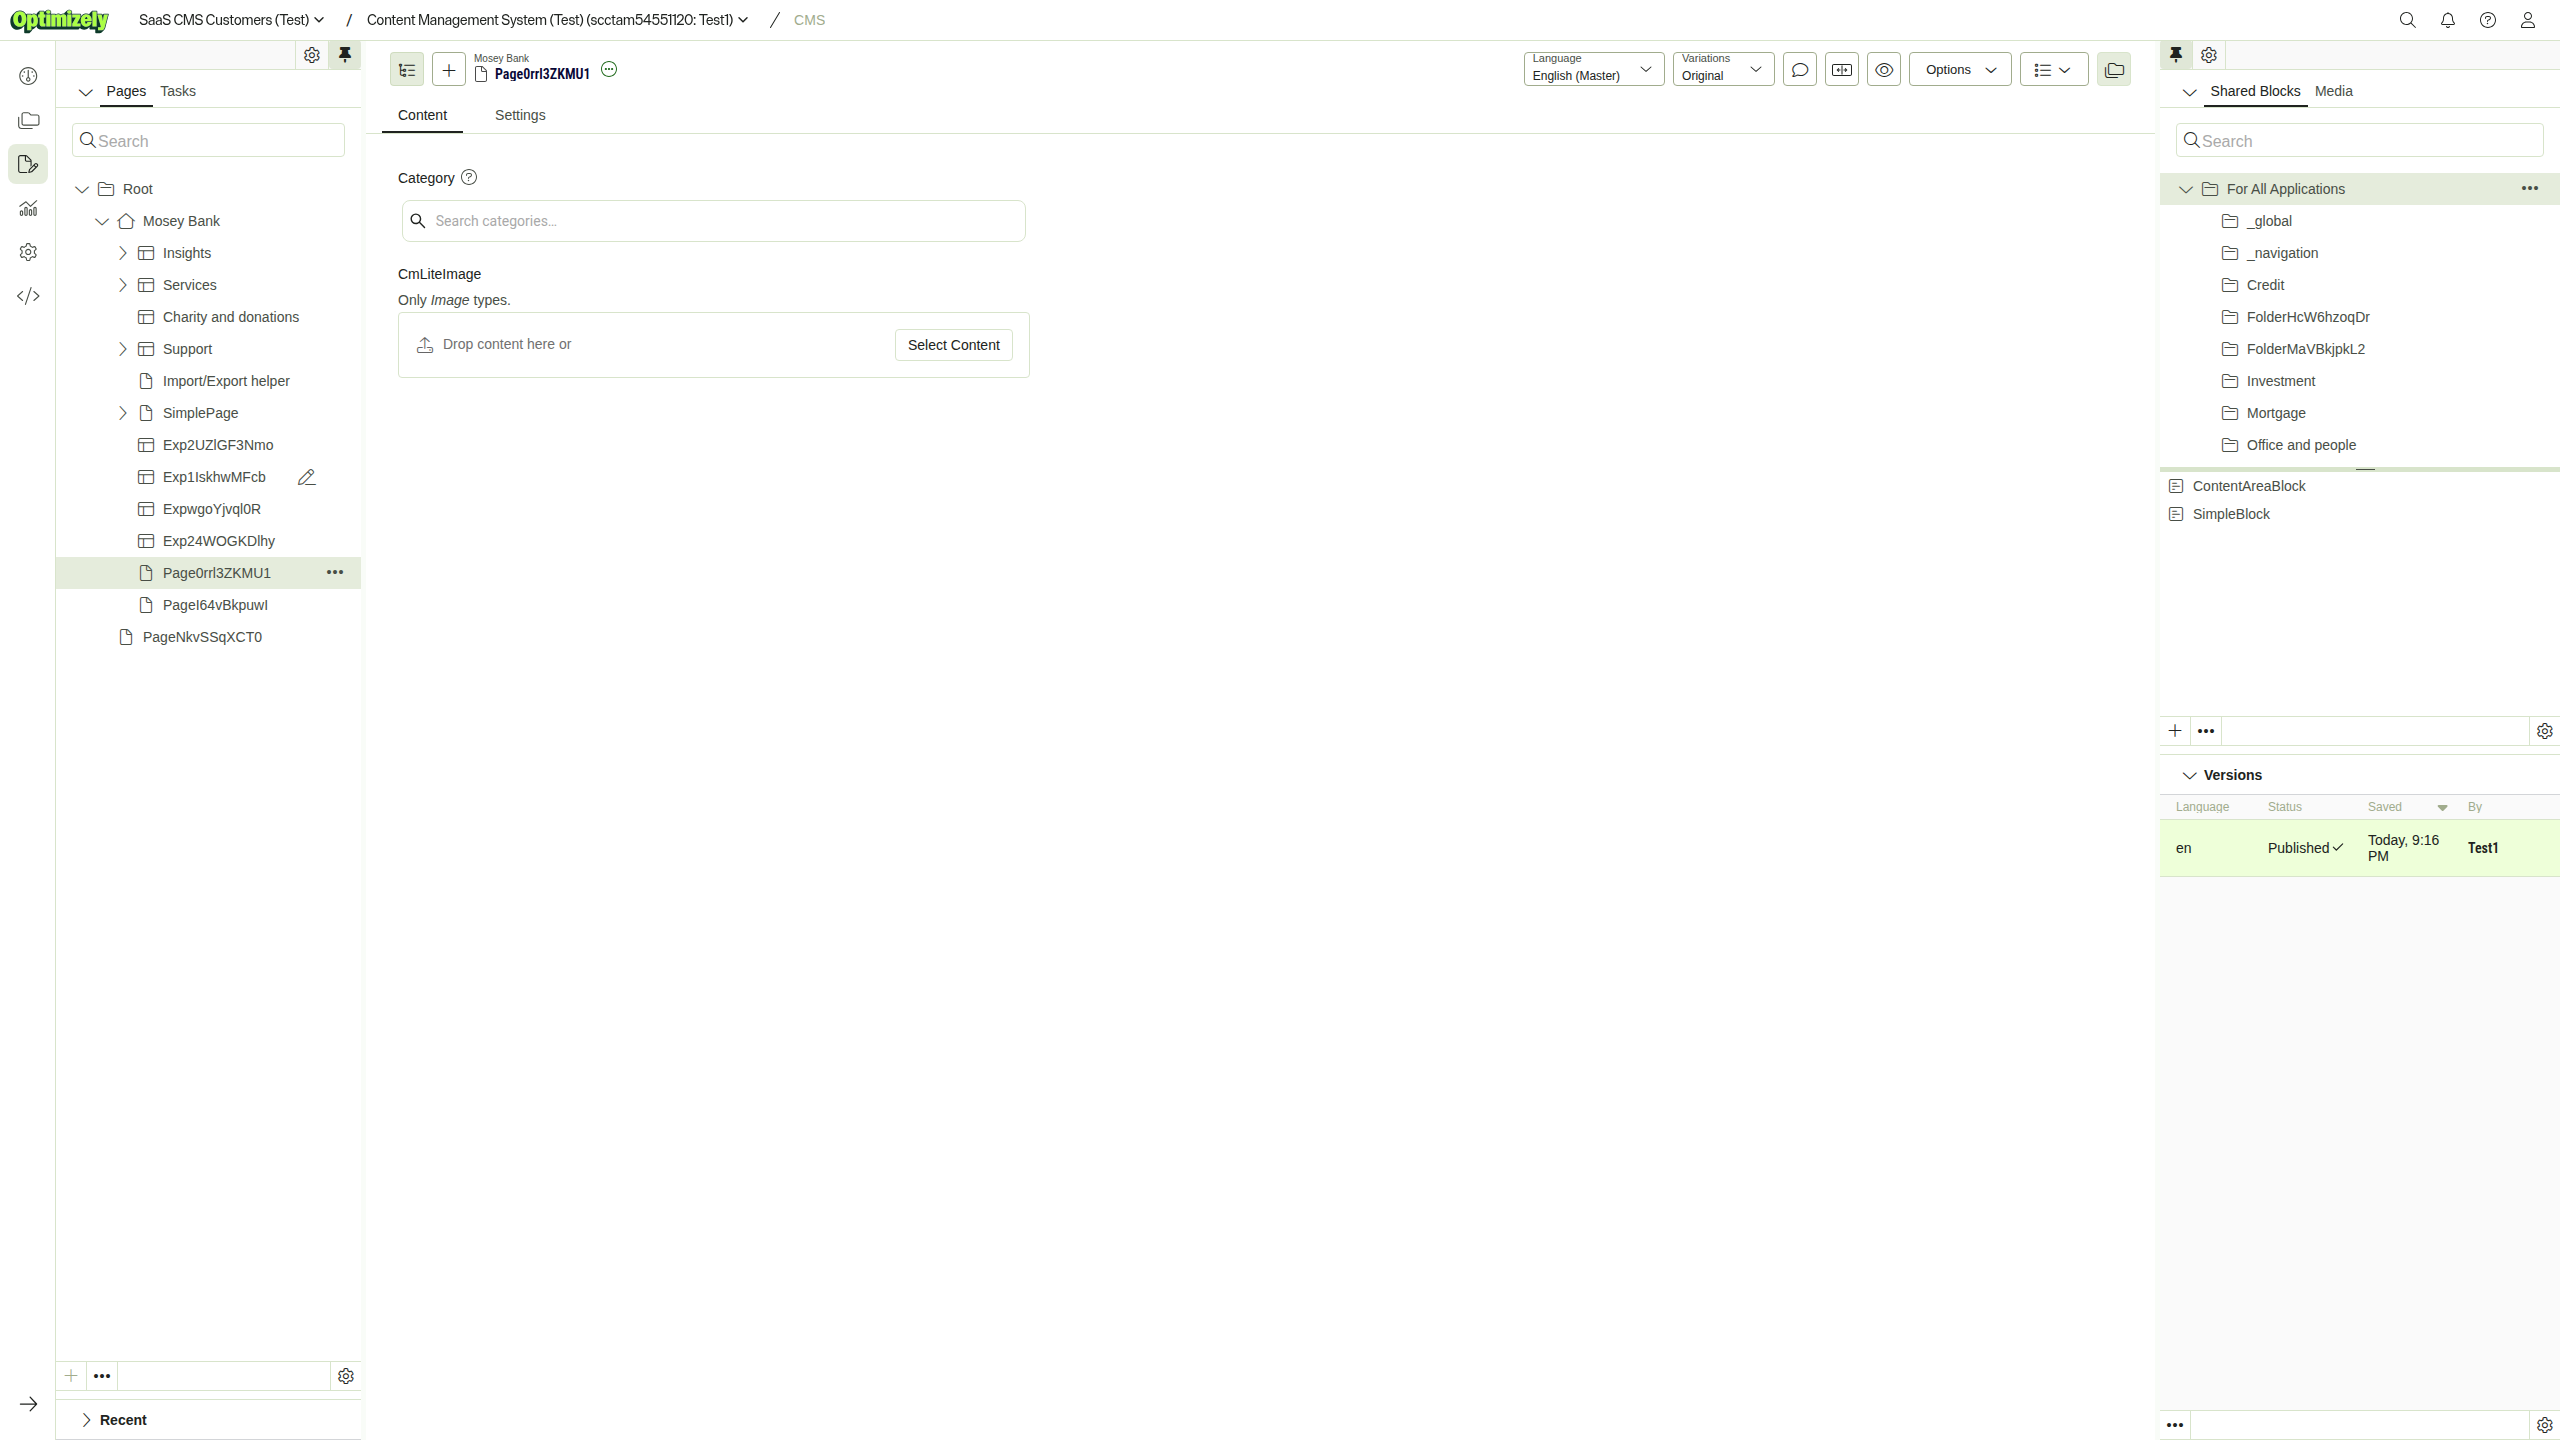 Optimizely
SaaS CMS Customers (Test) / Content Management System (Test) (scctam54551120: Test1) / CMS
Pages Tasks
Search
Root
Mosey Bank
Insights
Services
Charity and donations
Support
Import/Export helper
SimplePage
Exp2UZlGF3Nmo
Exp1IskhwMFcb
ExpwgoYjvql0R
Exp24WOGKDlhy
Page0rrl3ZKMU1
PageI64vBkpuwI
PageNkvSSqXCT0
Recent
Mosey Bank
Page0rrl3ZKMU1
Language
English (Master)
Variations
Original
Options
Content Settings
Category
Search categories...
CmLiteImage
Only Image types.
Drop content here or
Select Content
Shared Blocks Media
Search
For All Applications
_global
_navigation
Credit
FolderHcW6hzoqDr
FolderMaVBkjpkL2
Investment
Mortgage
Office and people
ContentAreaBlock
SimpleBlock
Versions
Language Status Saved By
en Published Today, 9:16 PM Test1